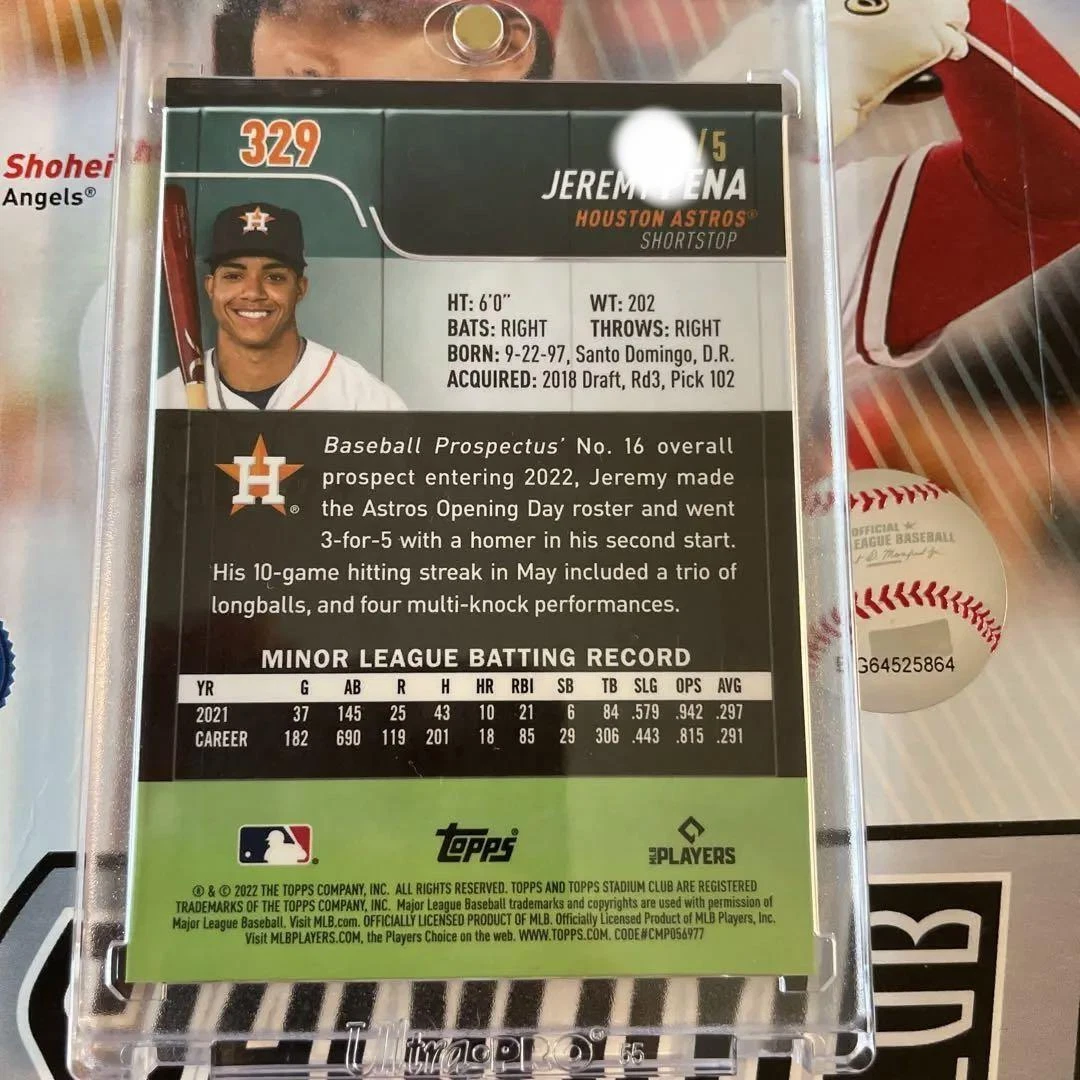 Shohei
Angels®
329
/5
JEREMY PEÑA
HOUSTON ASTROS®
SHORTSTOP
HT: 6'0" WT: 202
BATS: RIGHT THROWS: RIGHT
BORN: 9-22-97, Santo Domingo, D.R.
ACQUIRED: 2018 Draft, Rd3, Pick 102
H
H
®
Baseball Prospectus' No. 16 overall
prospect entering 2022, Jeremy made
the Astros Opening Day roster and went
3-for-5 with a homer in his second start.
His 10-game hitting streak in May included a trio of
longballs, and four multi-knock performances.
OFFICIAL
LEAGUE BASEBALL
G64525864
MINOR LEAGUE BATTING RECORD
YR G AB R H HR RBI SB TB SLG OPS AVG
2021 37 145 25 43 10 21 6 84 .579 .942 .297
CAREER 182 690 119 201 18 85 29 306 .443 .815 .291
topps®
MLB PLAYERS
® & © 2022 THE TOPPS COMPANY, INC. ALL RIGHTS RESERVED. TOPPS AND TOPPS STADIUM CLUB ARE REGISTERED
TRADEMARKS OF THE TOPPS COMPANY, INC. Major League Baseball trademarks and copyrights are used with permission of
Major League Baseball. Visit MLB.com. OFFICIALLY LICENSED PRODUCT OF MLB. Officially Licensed Product of MLB Players, Inc.
Visit MLBPLAYERS.COM, the Players Choice on the web. WWW.TOPPS.COM. CODE#CMP056977
UB
Ultra·PRO® 55